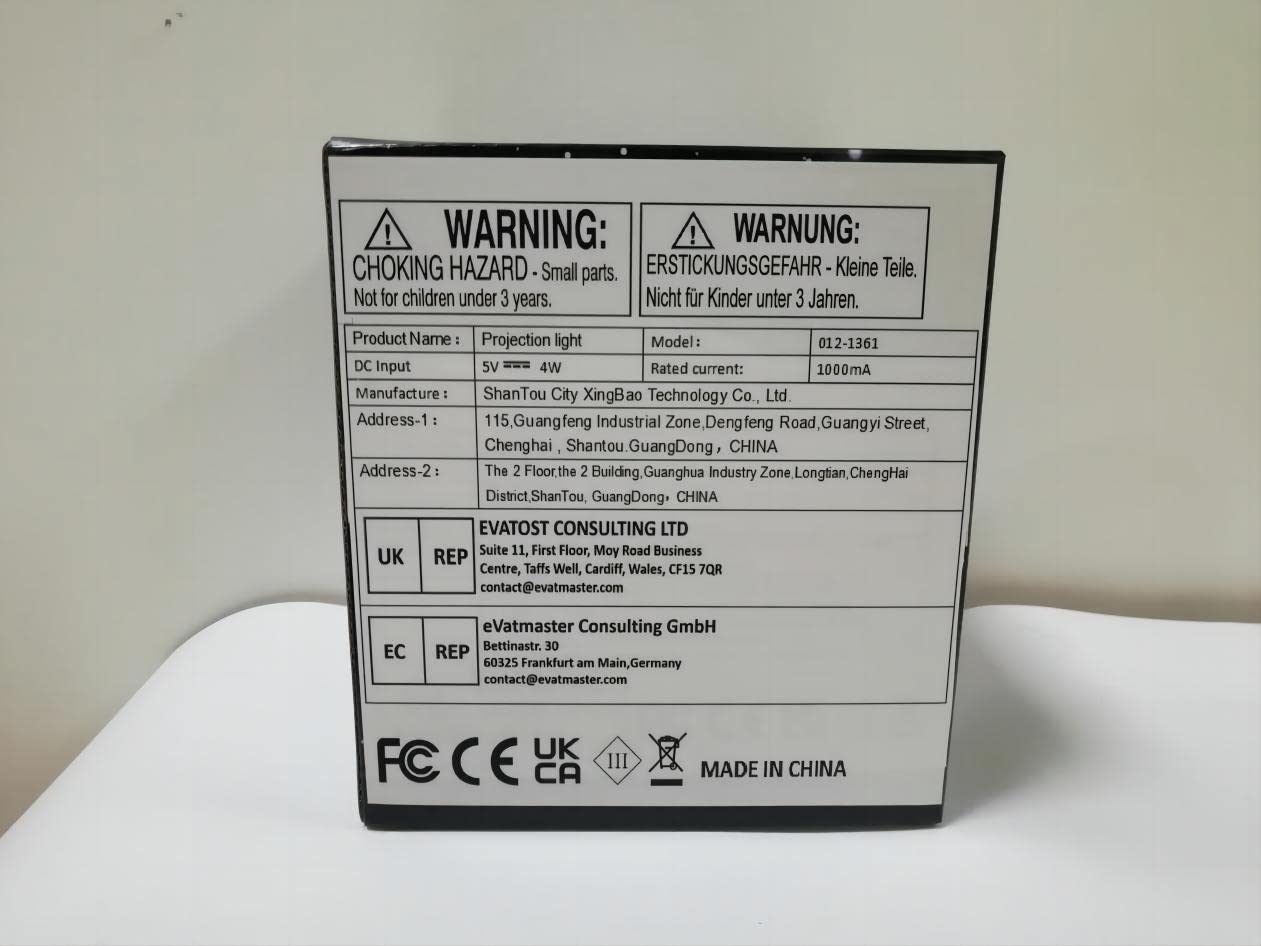 WARNING:
CHOKING HAZARD - Small parts.
Not for children under 3 years.
WARNUNG:
ERSTICKUNGSGEFAHR - Kleine Teile.
Nicht für Kinder unter 3 Jahren.
Product Name : Projection light Model : 012-1361
DC Input 5V 4W Rated current: 1000mA
Manufacture : ShanTou City XingBao Technology Co., Ltd.
Address-1 : 115,Guangfeng Industrial Zone,Dengfeng Road,Guangyi Street,
Chenghai , Shantou.GuangDong , CHINA
Address-2 : The 2 Floor,the 2 Building,Guanghua Industry Zone,Longtian,ChengHai
District,ShanTou, GuangDong, CHINA
UK REP
EVATOST CONSULTING LTD
Suite 11, First Floor, Moy Road Business
Centre, Taffs Well, Cardiff, Wales, CF15 7QR
contact@evatmaster.com
EC REP
eVatmaster Consulting GmbH
Bettinastr. 30
60325 Frankfurt am Main,Germany
contact@evatmaster.com
FC CE UK CA III MADE IN CHINA